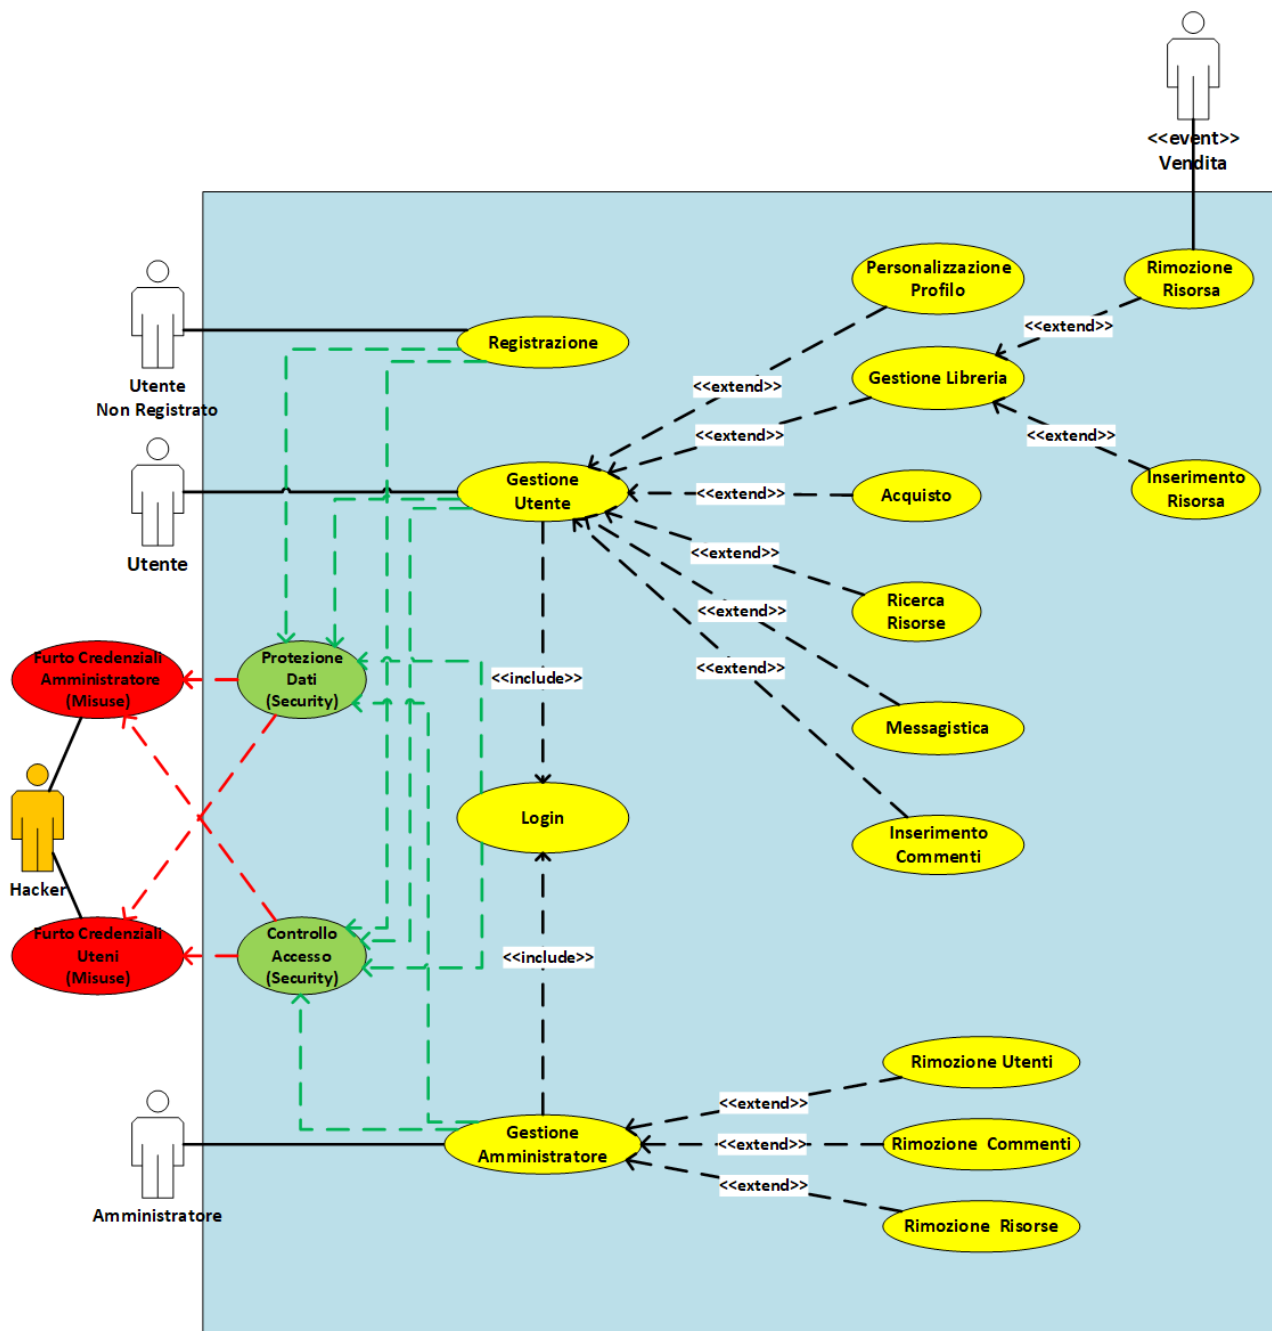 <<event>>
Vendita
Personalizzazione
Profilo
Rimozione
Risorsa
<<extend>>
Registrazione
Gestione Libreria
Utente
Non Registrato
<<extend>>
<<extend>>
<<extend>>
Gestione
Utente
<<extend>>
Acquisto
Inserimento
Risorsa
Utente
<<extend>>
Ricerca
Risorse
<<extend>>
Furto Credenziali
Amministratore
(Misuse)
Protezione
Dati
(Security)
<<include>>
<<extend>>
Messagistica
Login
Inserimento
Commenti
Hacker
Furto Credenziali
Uteni
(Misuse)
Controllo
Accesso
(Security)
<<include>>
Rimozione Utenti
<<extend>>
Gestione
Amministratore
<<extend>>
Rimozione Commenti
<<extend>>
Amministratore
Rimozione Risorse